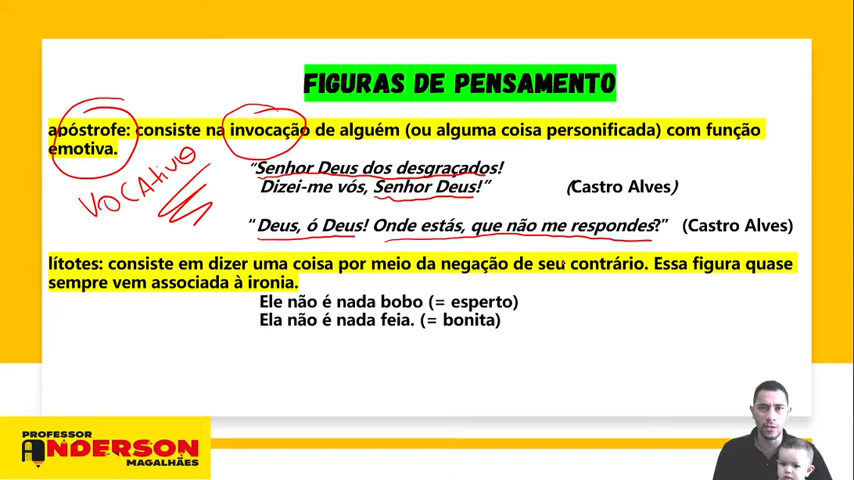 FIGURAS DE PENSAMENTO
apóstrofe: consiste na invocação de alguém (ou alguma coisa personificada) com função
emotiva.
VOCATIVO
“Senhor Deus dos desgraçados!
Dizei-me vós, Senhor Deus!” (Castro Alves)
“Deus, ó Deus! Onde estás, que não me respondes?” (Castro Alves)
lítotes: consiste em dizer uma coisa por meio da negação de seu contrário. Essa figura quase
sempre vem associada à ironia.
Ele não é nada bobo (= esperto)
Ela não é nada feia. (= bonita)
PROFESSOR
ANDERSON
MAGALHÃES